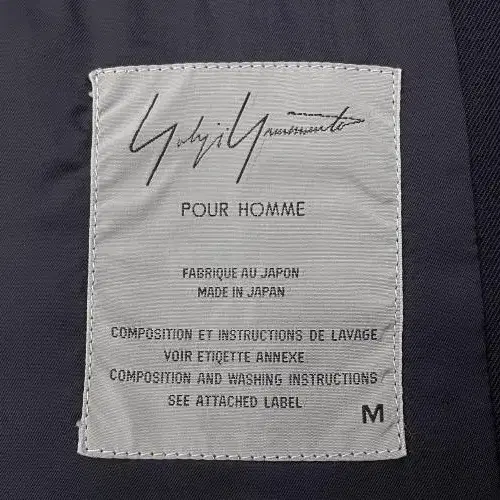 Yohji Yamamoto
POUR HOMME
FABRIQUE AU JAPON
MADE IN JAPAN
COMPOSITION ET INSTRUCTIONS DE LAVAGE
VOIR ETIQETTE ANNEXE
COMPOSITION AND WASHING INSTRUCTIONS
SEE ATTACHED LABEL
M